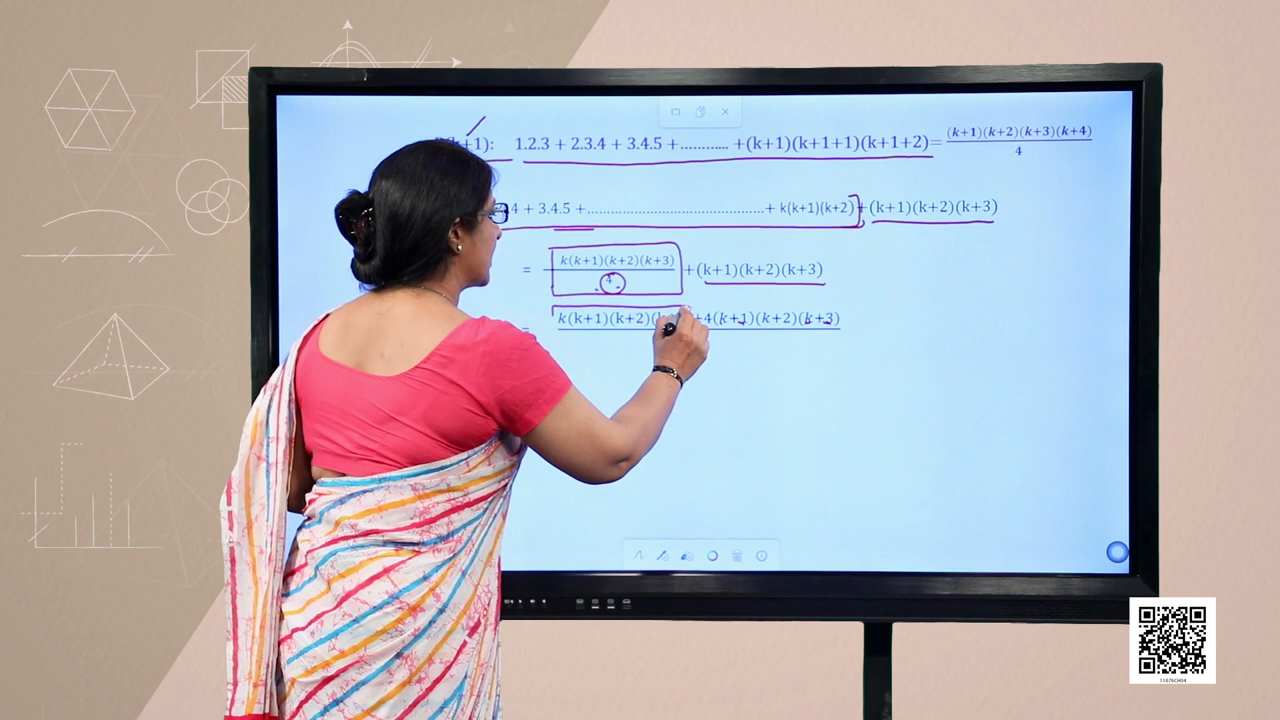 +1): 1.2.3 + 2.3.4 + 3.4.5 +............ +(k+1)(k+1+1)(k+1+2)= (k+1)(k+2)(k+3)(k+4)
4
.4 + 3.4.5 +............................................................+ k(k+1)(k+2) +(k+1)(k+2)(k+3)
= k(k+1)(k+2)(k+3) +(k+1)(k+2)(k+3)
4
= k(k+1)(k+2)( +4(k+1)(k+2)(k+3)
11076CH04